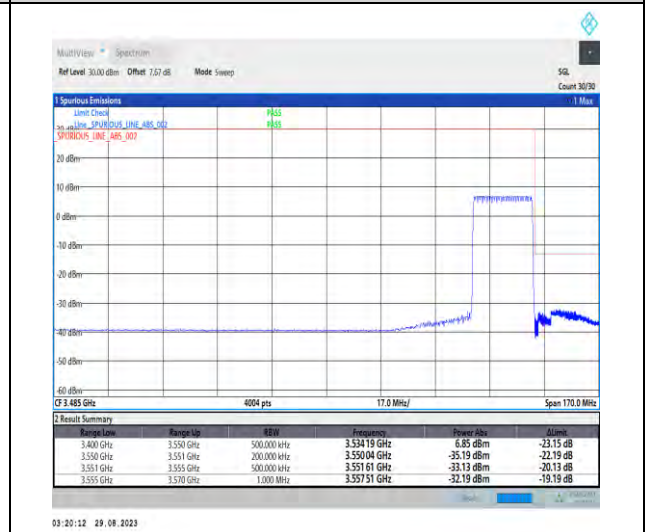 MultiView Spectrum
Ref Level 30.00 dBm Offset 7.67 dB Mode Sweep SGL
Count 30/30
1 Spurious Emissions 1 Max
Limit Check PASS
Line _SPURIOUS_LINE_ABS_002 PASS
_SPURIOUS_LINE_ABS_002
20 dBm
10 dBm
0 dBm
-10 dBm
-20 dBm
-30 dBm
-40 dBm
-50 dBm
-60 dBm
CF 3.485 GHz 4004 pts 17.0 MHz/ Span 170.0 MHz
2 Result Summary
Range Low Range Up RBW Frequency Power Abs ΔLimit
3.400 GHz 3.550 GHz 500.000 kHz 3.534 19 GHz 6.85 dBm -23.15 dB
3.550 GHz 3.551 GHz 200.000 kHz 3.550 04 GHz -35.19 dBm -22.19 dB
3.551 GHz 3.555 GHz 500.000 kHz 3.551 61 GHz -33.13 dBm -20.13 dB
3.555 GHz 3.570 GHz 1.000 MHz 3.557 51 GHz -32.19 dBm -19.19 dB
03:20:12 29.08.2023